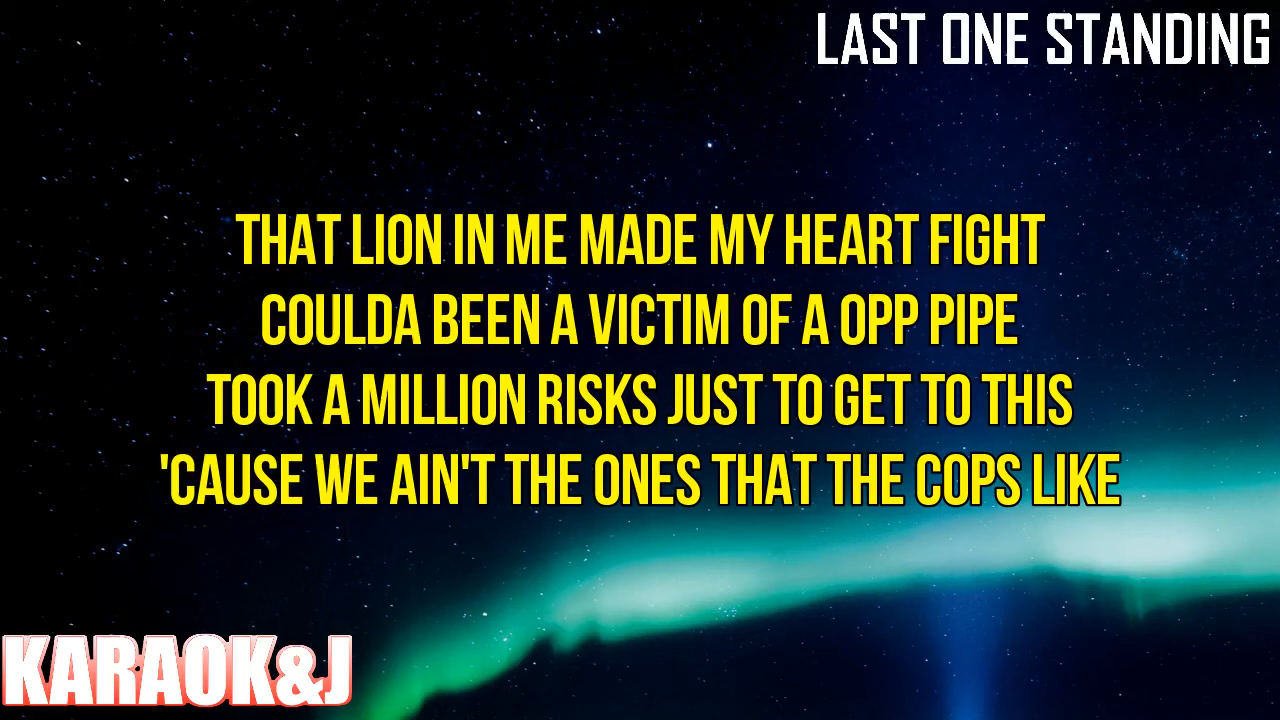 LAST ONE STANDING
THAT LION IN ME MADE MY HEART FIGHT
COULDA BEEN A VICTIM OF A OPP PIPE
TOOK A MILLION RISKS JUST TO GET TO THIS
'CAUSE WE AIN'T THE ONES THAT THE COPS LIKE
KARAOK&J